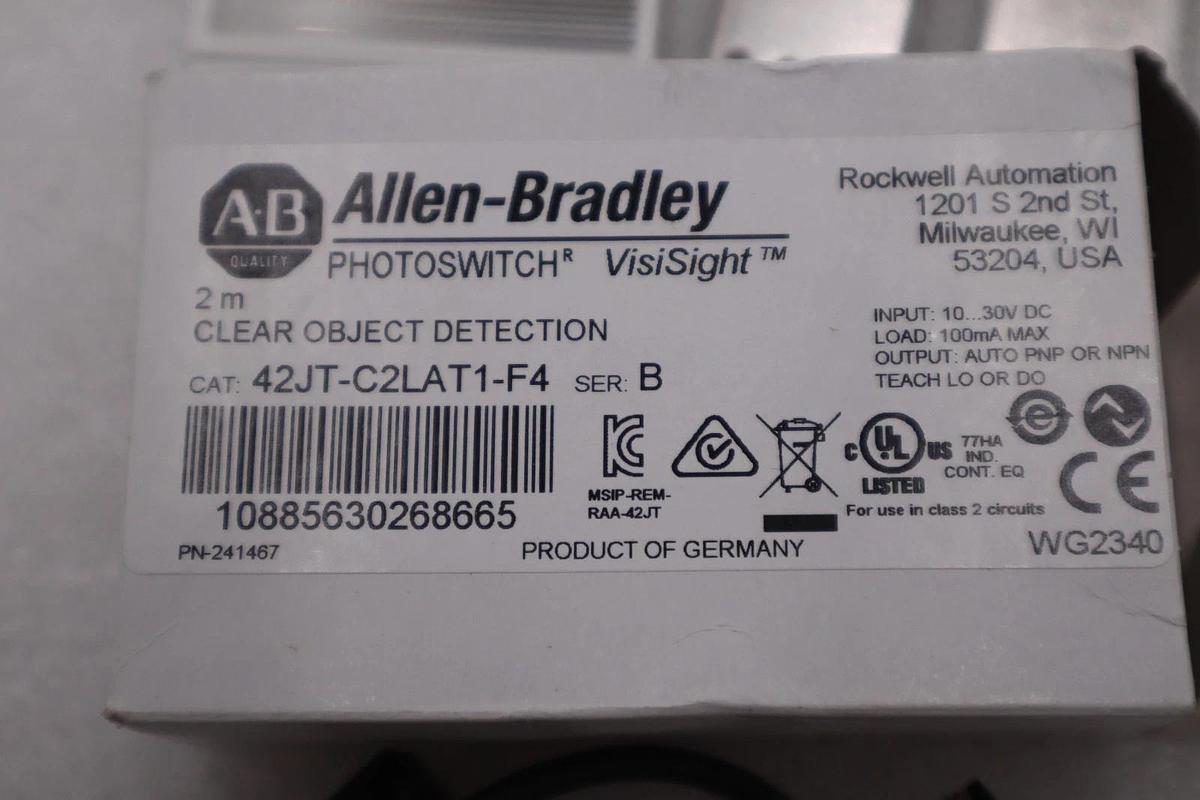 A·B
QUALITY
Allen-Bradley
PHOTOSWITCH® VisiSight™
Rockwell Automation
1201 S 2nd St,
Milwaukee, WI
53204, USA
2 m
CLEAR OBJECT DETECTION
CAT: 42JT-C2LAT1-F4 SER: B
INPUT: 10...30V DC
LOAD: 100mA MAX
OUTPUT: AUTO PNP OR NPN
TEACH LO OR DO
10885630268665
PN-241467
MSIP-REM-
RAA-42JT
C UL US
LISTED
77HA
IND.
CONT. EQ
For use in class 2 circuits
CE
PRODUCT OF GERMANY
WG2340